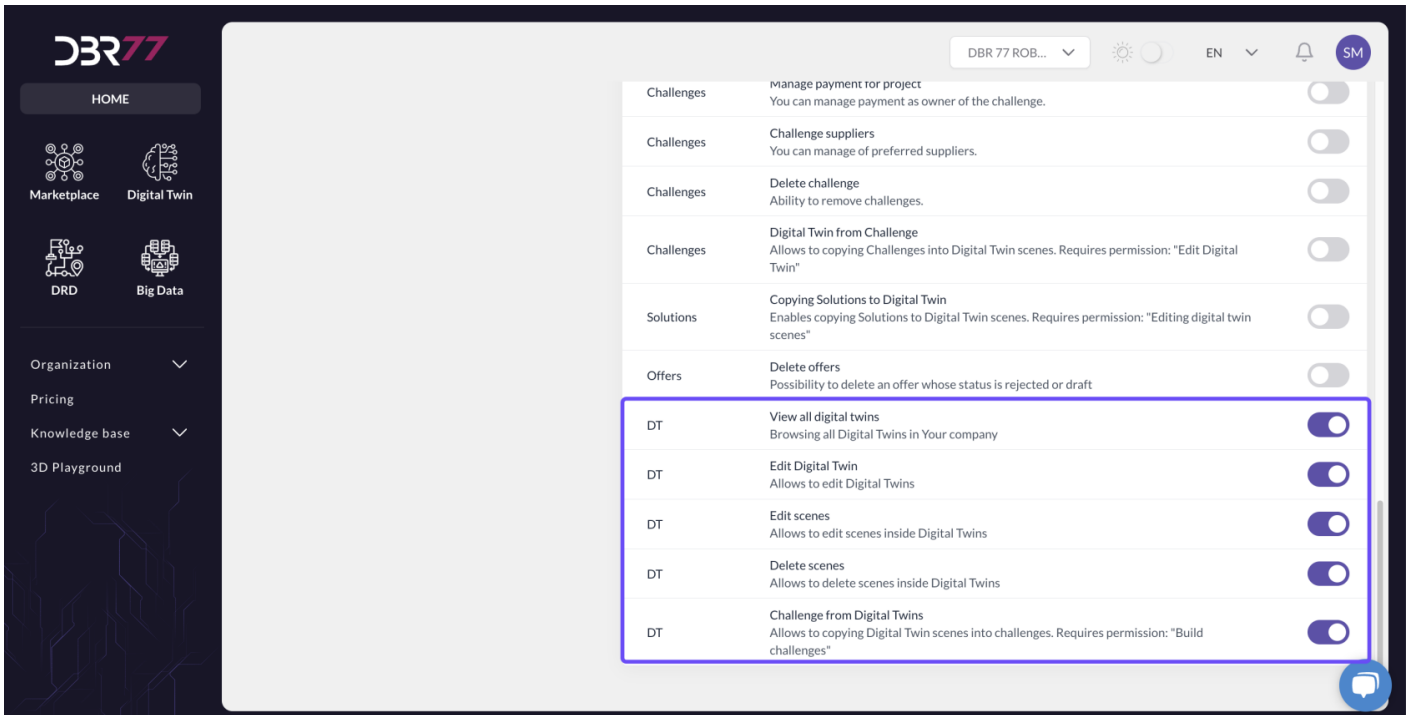 DBR77
DBR 77 ROB...
EN
SM
HOME
Marketplace
Digital Twin
DRD
Big Data
Organization
Pricing
Knowledge base
3D Playground
Challenges
Manage payment for project
You can manage payment as owner of the challenge.
Challenges
Challenge suppliers
You can manage of preferred suppliers.
Challenges
Delete challenge
Ability to remove challenges.
Challenges
Digital Twin from Challenge
Allows to copying Challenges into Digital Twin scenes. Requires permission: "Edit Digital
Twin"
Solutions
Copying Solutions to Digital Twin
Enables copying Solutions to Digital Twin scenes. Requires permission: "Editing digital twin
scenes"
Offers
Delete offers
Possibility to delete an offer whose status is rejected or draft
DT
View all digital twins
Browsing all Digital Twins in Your company
DT
Edit Digital Twin
Allows to edit Digital Twins
DT
Edit scenes
Allows to edit scenes inside Digital Twins
DT
Delete scenes
Allows to delete scenes inside Digital Twins
DT
Challenge from Digital Twins
Allows to copying Digital Twin scenes into challenges. Requires permission: "Build
challenges"